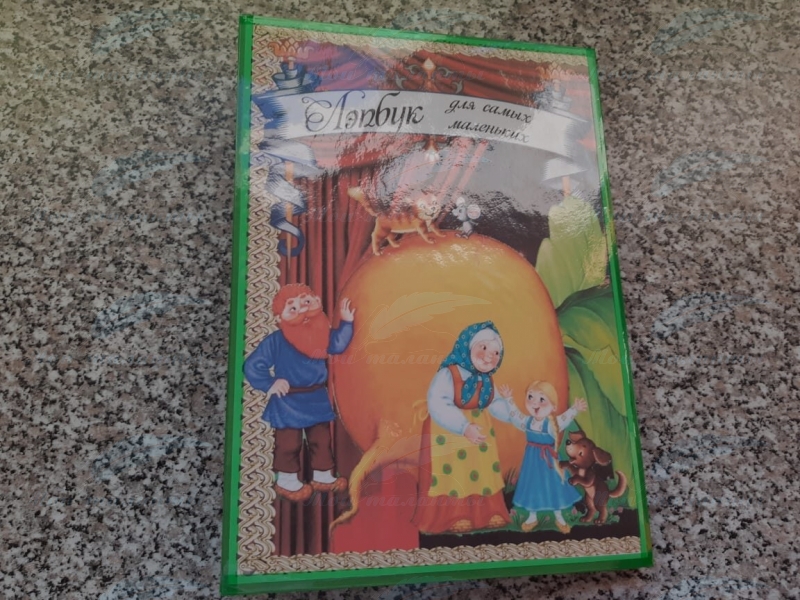 Лэпбук
для самых
маленьких